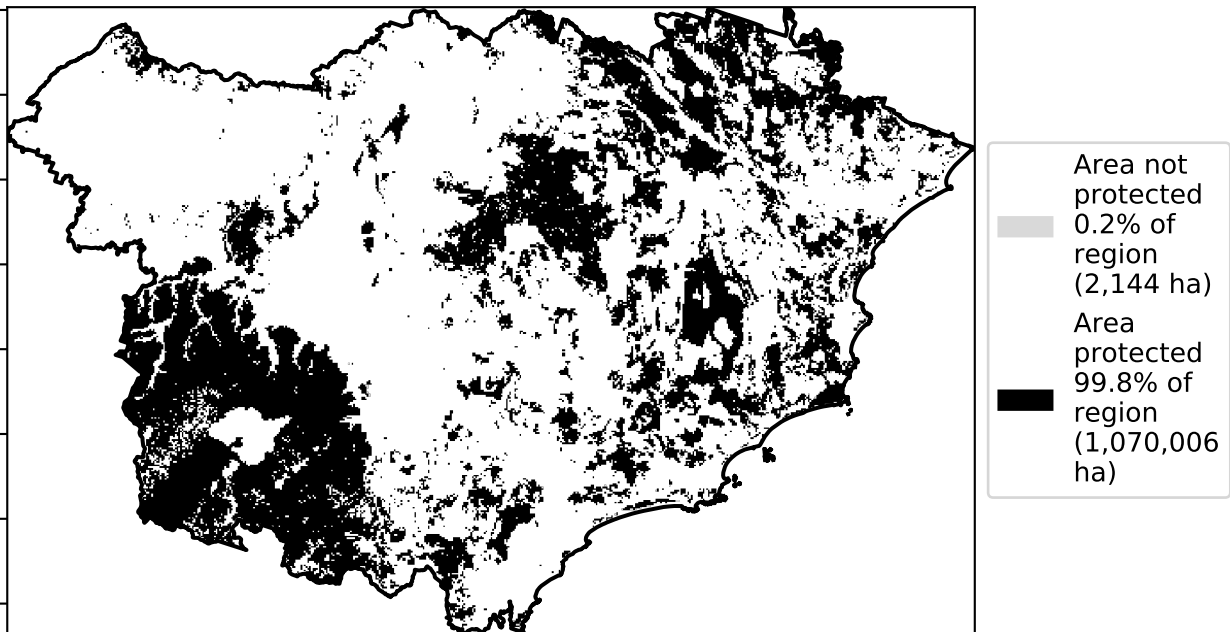 Area not
protected
0.2% of
region
(2,144 ha)
Area
protected
99.8% of
region
(1,070,006
ha)